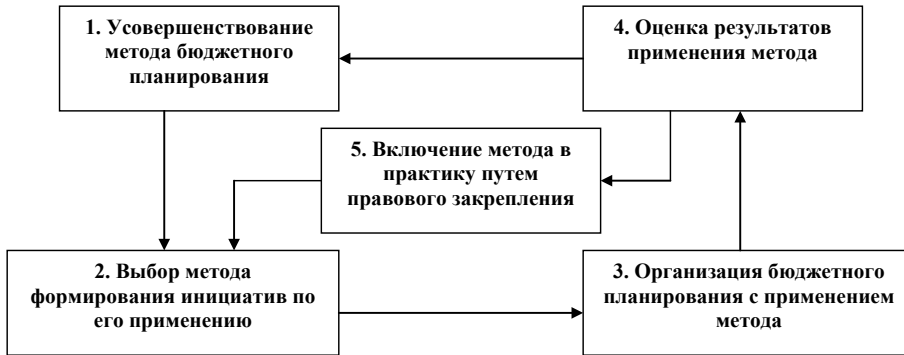 1. Усовершенствование
метода бюджетного
планирования
4. Оценка результатов
применения метода
5. Включение метода в
практику путем
правового закрепления
2. Выбор метода
формирования инициатив по
его применению
3. Организация бюджетного
планирования с применением
метода